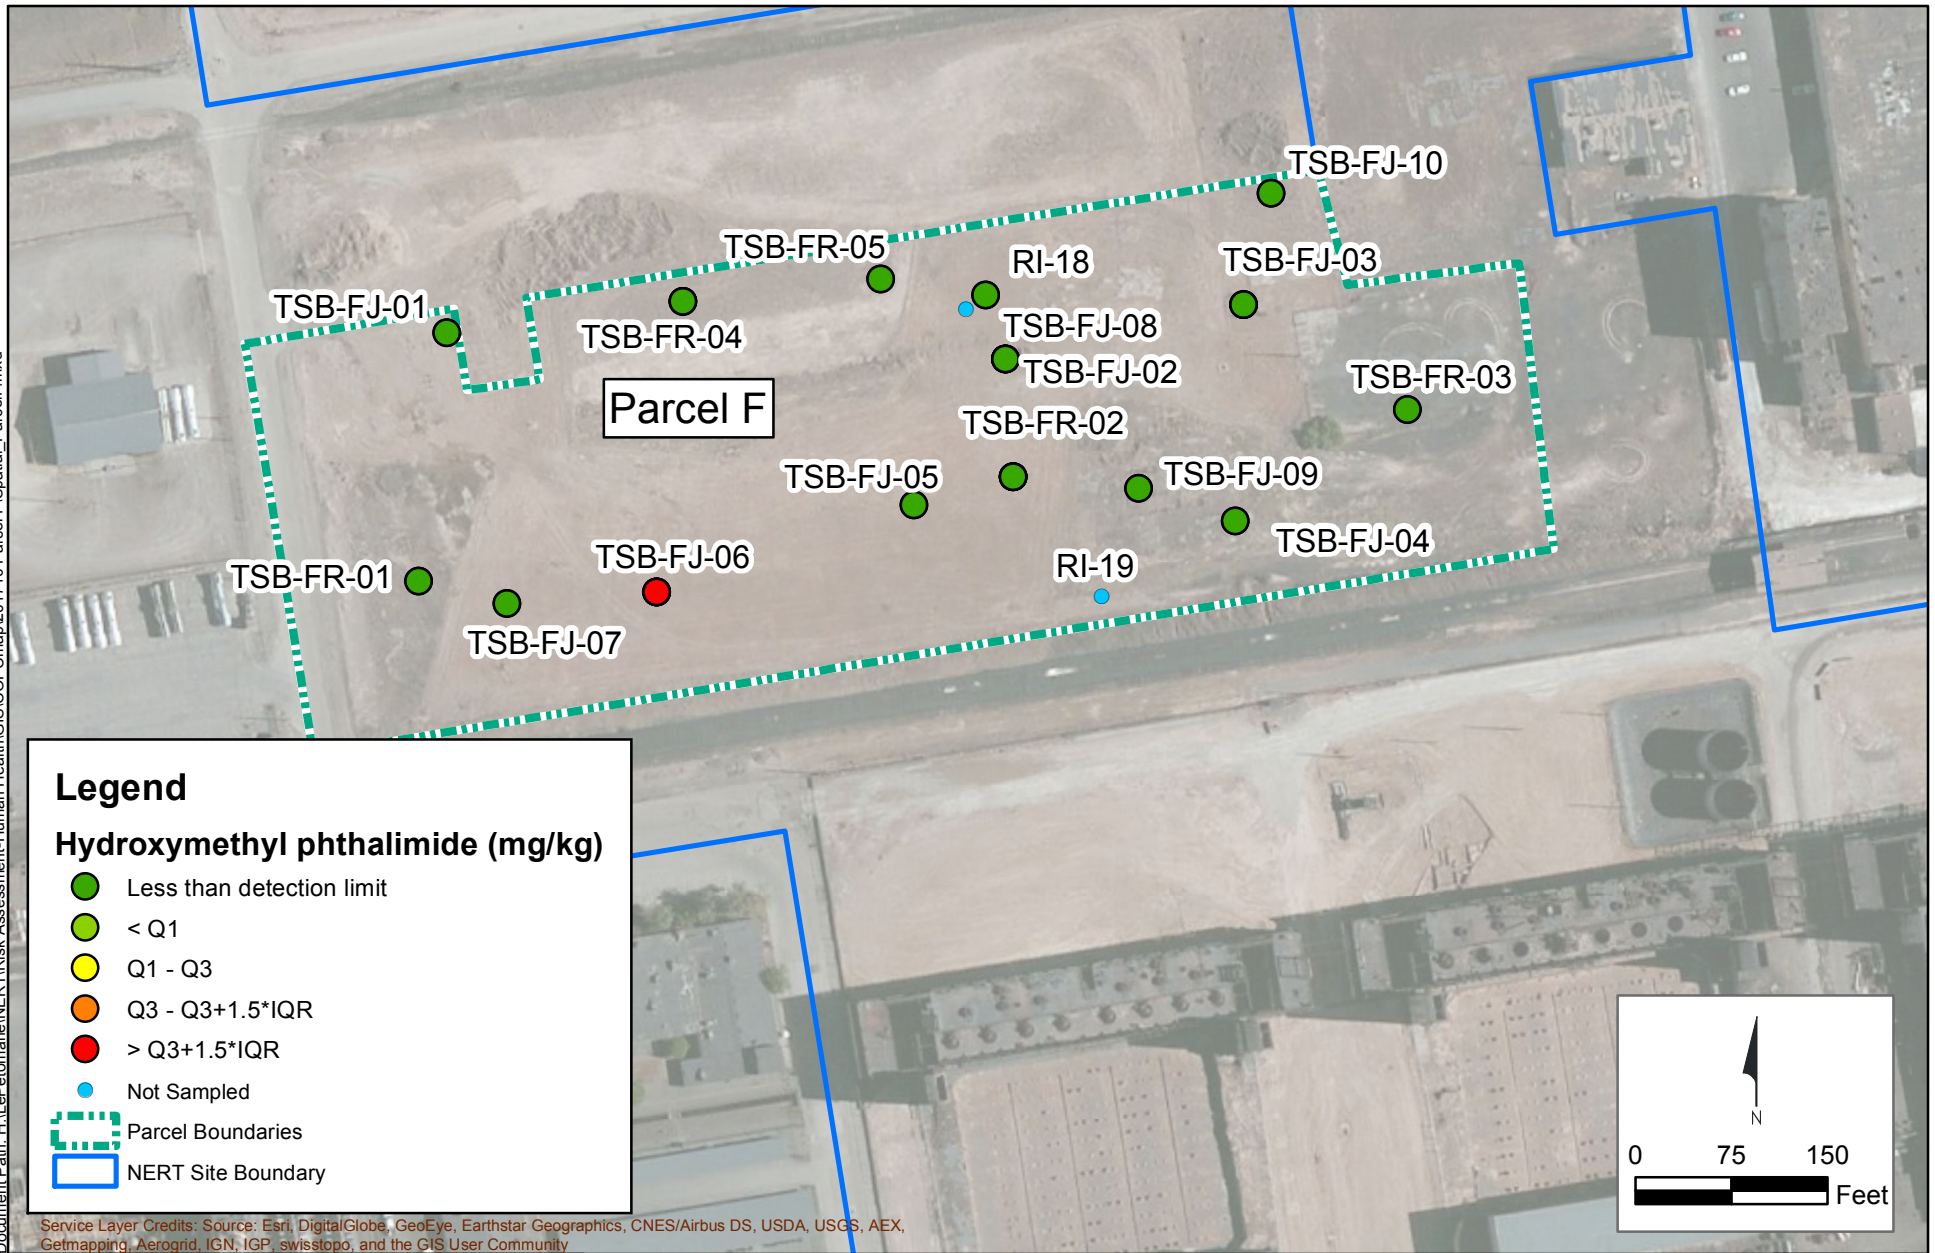 TSB-FJ-10
TSB-FR-05
RI-18
TSB-FJ-03
TSB-FJ-01
TSB-FR-04
TSB-FJ-08
TSB-FJ-02
TSB-FR-03
Parcel F
TSB-FR-02
TSB-FJ-05
TSB-FJ-09
TSB-FJ-04
TSB-FJ-06
RI-19
TSB-FR-01
TSB-FJ-07
Legend
Hydroxymethyl phthalimide (mg/kg)
Less than detection limit
< Q1
Q1 - Q3
Q3 - Q3+1.5*IQR
> Q3+1.5*IQR
Not Sampled
Parcel Boundaries
NERT Site Boundary
N
0 75 150
Feet
Service Layer Credits: Source: Esri, DigitalGlobe, GeoEye, Earthstar Geographics, CNES/Airbus DS, USDA, USGS, AEX,
Getmapping, Aerogrid, IGN, IGP, swisstopo, and the GIS User Community